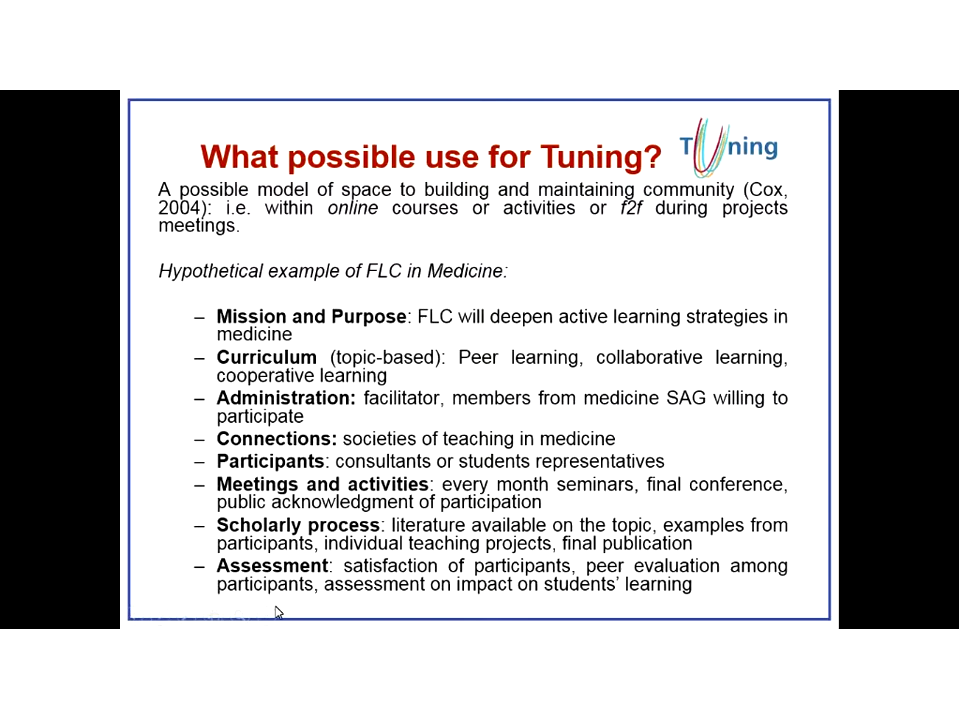 What possible use for Tuning?
Tuning
A possible model of space to building and maintaining community (Cox,
2004): i.e. within online courses or activities or f2f during projects
meetings.
Hypothetical example of FLC in Medicine:
– Mission and Purpose: FLC will deepen active learning strategies in
medicine
– Curriculum (topic-based): Peer learning, collaborative learning,
cooperative learning
– Administration: facilitator, members from medicine SAG willing to
participate
– Connections: societies of teaching in medicine
– Participants: consultants or students representatives
– Meetings and activities: every month seminars, final conference,
public acknowledgment of participation
– Scholarly process: literature available on the topic, examples from
participants, individual teaching projects, final publication
– Assessment: satisfaction of participants, peer evaluation among
participants, assessment on impact on students' learning